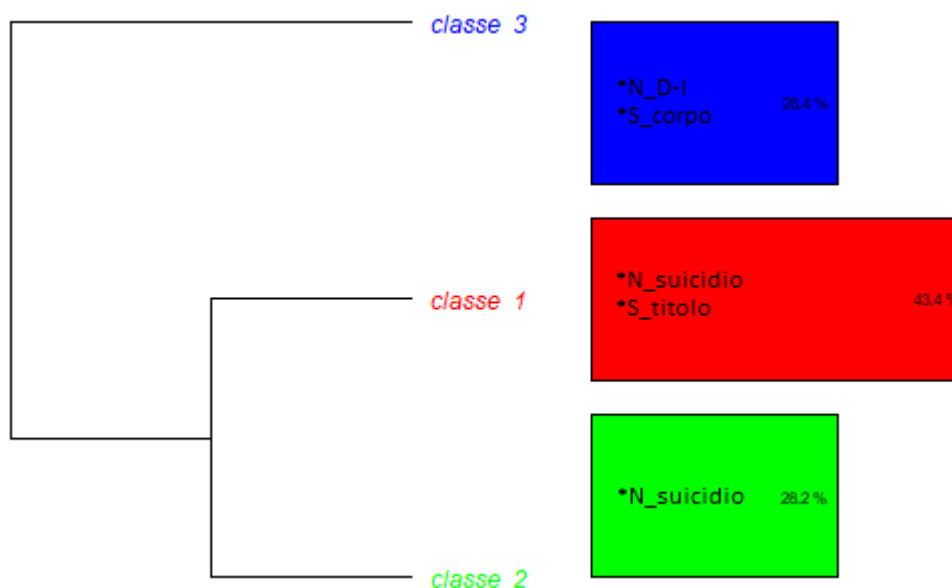 classe 3
*N_D-I
*S_corpo
28.4 %
classe 1
*N_suicidio
*S_titolo
43.4 %
classe 2
*N_suicidio
28.2 %